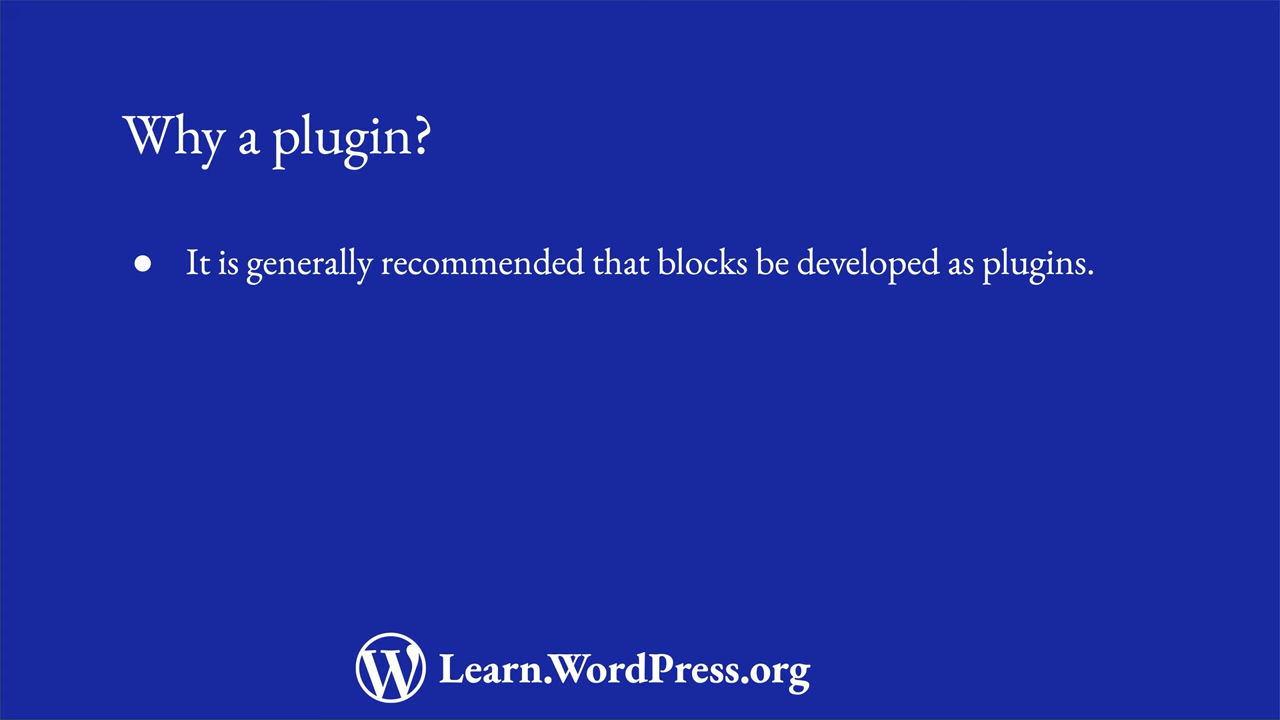 Why a plugin?
● It is generally recommended that blocks be developed as plugins.
Learn.WordPress.org